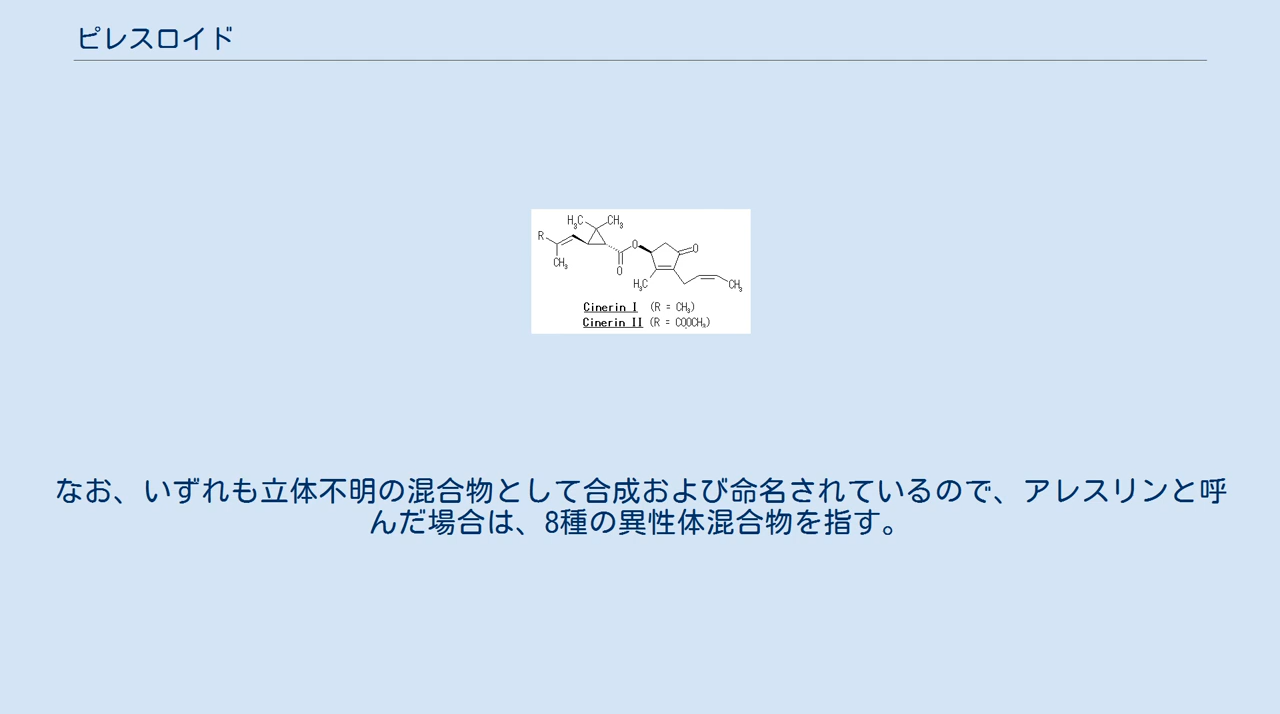 ピレスロイド
H₃C CH₃
R
O O
CH₃
O
H₃C CH₃
Cinerin I (R = CH₃)
Cinerin II (R = COOCH₃)
なお、いずれも立体不明の混合物として合成および命名されているので、アレスリンと呼
んだ場合は、8種の異性体混合物を指す。